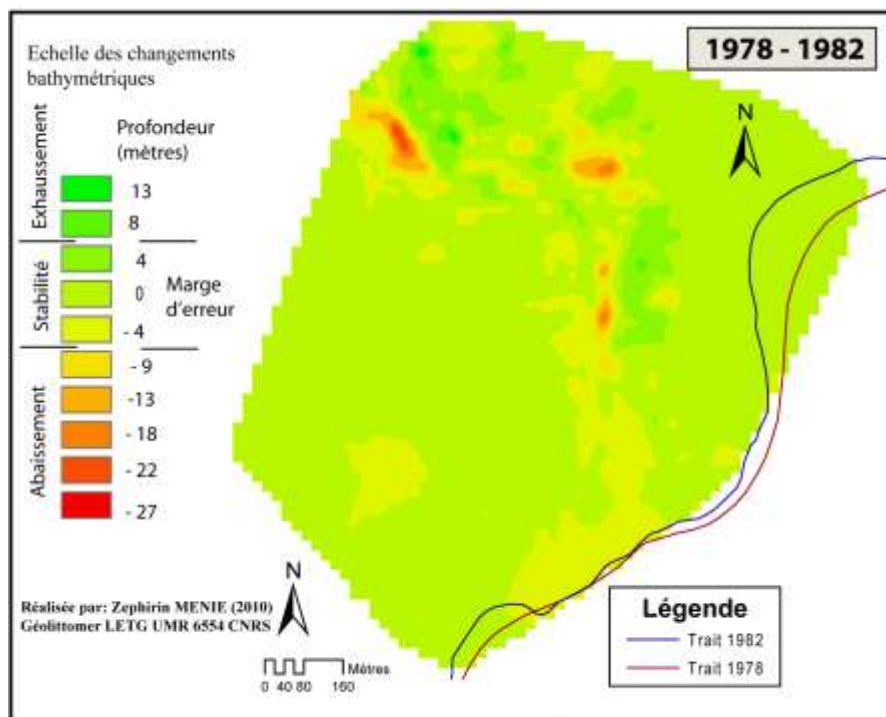 1978 - 1982
Echelle des changements
bathymétriques
Profondeur
(mètres)
Exhaussement
13
8
Stabilité
4
0
- 4
Marge
d'erreur
Abaissement
- 9
-13
- 18
- 22
- 27
N
N
Réalisée par: Zephirin MENIE (2010)
Géolittomer LETG UMR 6554 CNRS
Mètres
0 40 80 160
Légende
Trait 1982
Trait 1978